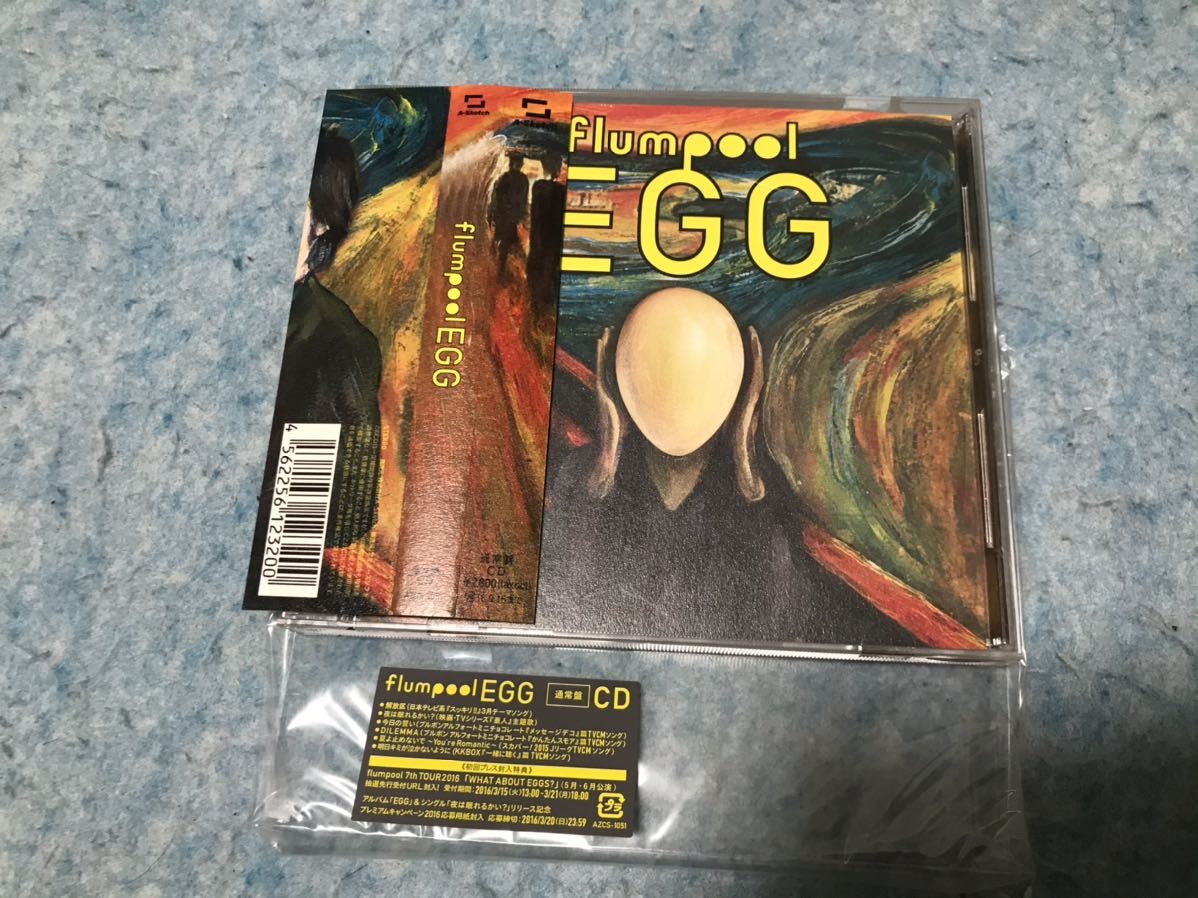 A-Sketch
A-Sketch
flumpool
EGG
flumpool EGG
4 562256 123200
通常盤
CD
flumpool EGG 通常盤 CD
● 解放区 (日本テレビ系『スッキリ!!』3月テーマソング)
● 夜は眠れるかい? (映画・TVシリーズ『亜人』主題歌)
● 今日の誓い (ブルボンアルフォートミニチョコレート『メッセージデコ』篇TVCMソング)
● DILEMMA (ブルボンアルフォートミニチョコレート『かんたんスモア』篇TVCMソング)
● 夏よ止めないで 〜You're Romantic〜 (スカパー! 2015 JリーグTVCMソング)
● 明日キミが泣かないように (KKBOX『一緒に聴く』篇 TVCMソング)
《初回プレス封入特典》
flumpool 7th TOUR2016 「WHAT ABOUT EGGS?」 (5月・6月公演)
抽選先行受付URL封入! 受付期間:2016/3/15(火)13:00〜3/21(月)18:00
アルバム「EGG」&シングル「夜は眠れるかい?」リリース記念
プレミアムキャンペーン2016応募用紙封入 応募締切:2016/3/20(日)23:59
プラ
AZCS-1051